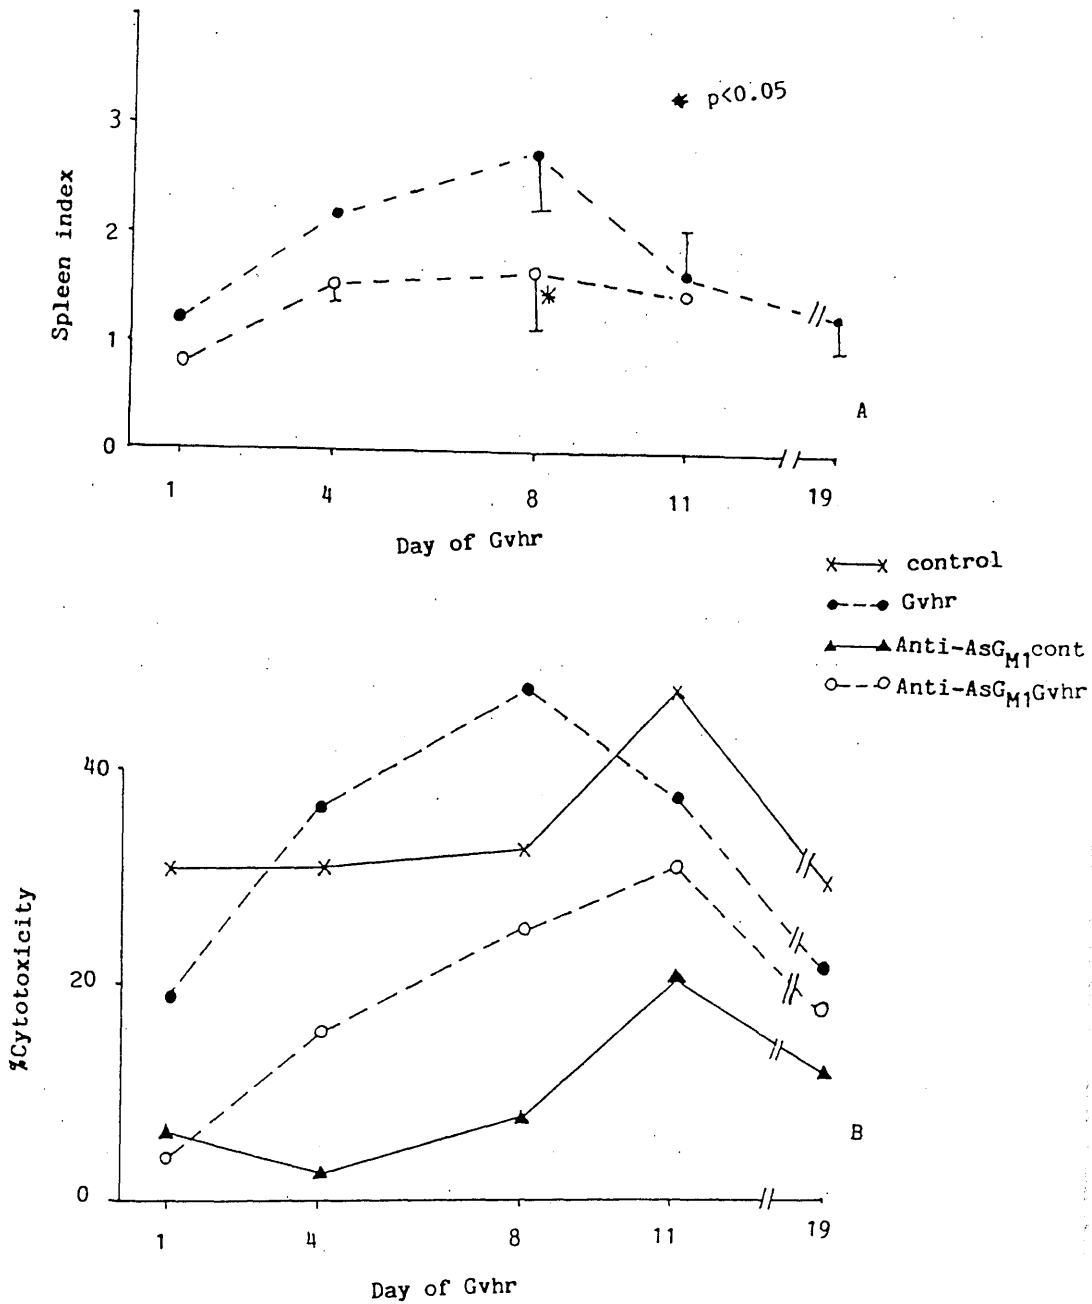 3
* p<0.05
Spleen index
2
1
0
A
1 4 8 11 19
Day of Gvhr
control
Gvhr
Anti-AsGM1cont
Anti-AsGM1Gvhr
40
%Cytotoxicity
20
B
0
1 4 8 11 19
Day of Gvhr